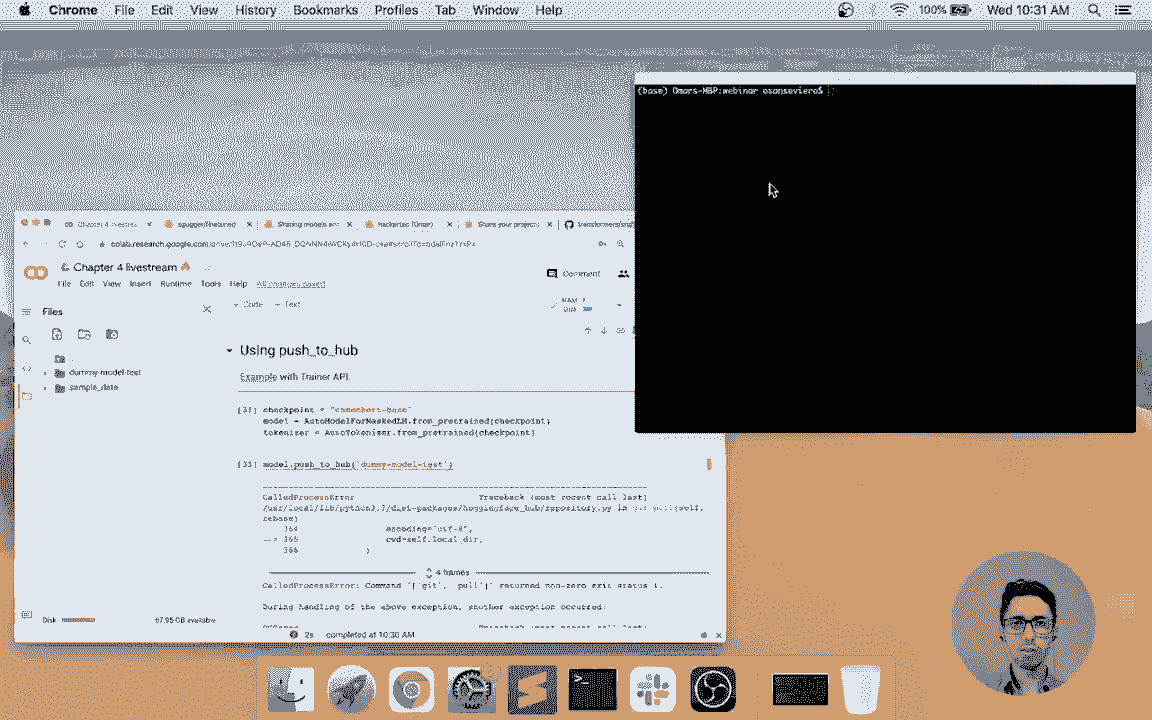 Chrome File Edit View History Bookmarks Profiles Tab Window Help 100% Wed 10:31 AM
(base) Omars-MBP:webinar osanseviero$
Chapter 4 livestream
Comment
File Edit View Insert Runtime Tools Help All changes saved
Files
+ Code + Text
RAM
Disk
Using push_to_hub
Example with Trainer API.
dummy-model-test
sample_data
checkpoint = "camembert-base"
model = AutoModelForMaskedLM.from_pretrained(checkpoint)
tokenizer = AutoTokenizer.from_pretrained(checkpoint)
[33] model.push_to_hub('dummy-model-test')
CalledProcessError Traceback (most recent call last)
/usr/local/lib/python3.7/dist-packages/huggingface_hub/repository.py in git_pull(self,
rebase)
364 encoding="utf-8",
---> 365 cwd=self.local_dir,
366 )
4 frames
CalledProcessError: Command '['git', 'pull']' returned non-zero exit status 1.
During handling of the above exception, another exception occurred:
Traceback (most recent call last)
Disk 67.95 GB available
2s completed at 10:30 AM